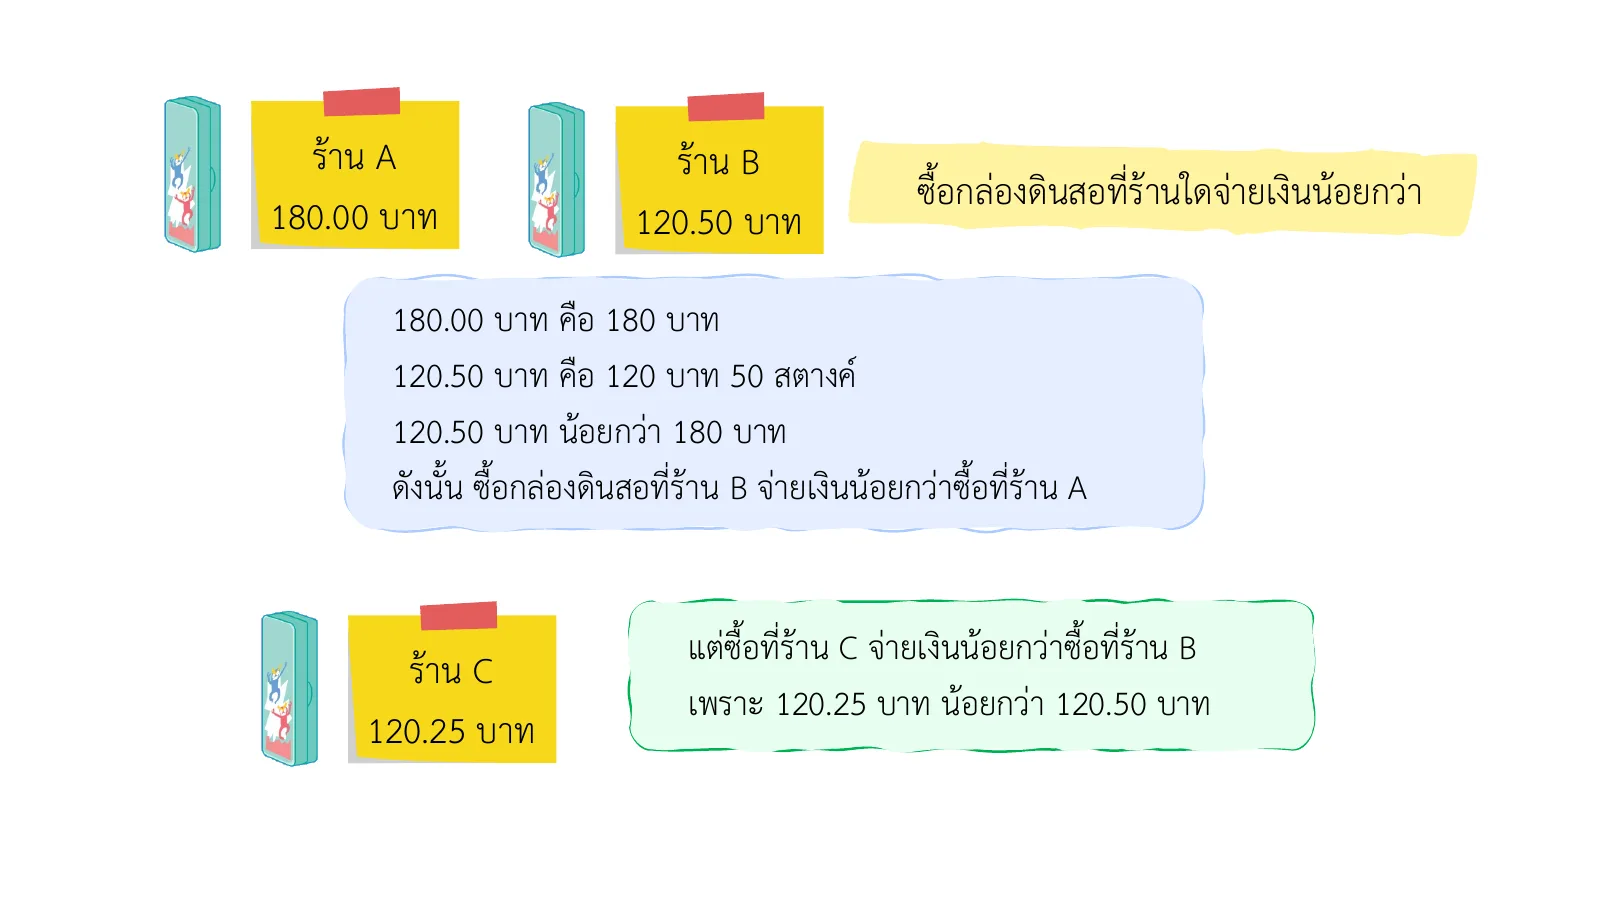 ร้าน A
180.00 บาท
ร้าน B
120.50 บาท
ซื้อกล่องดินสอที่ร้านใดจ่ายเงินน้อยกว่า
180.00 บาท คือ 180 บาท
120.50 บาท คือ 120 บาท 50 สตางค์
120.50 บาท น้อยกว่า 180 บาท
ดังนั้น ซื้อกล่องดินสอที่ร้าน B จ่ายเงินน้อยกว่าซื้อที่ร้าน A
ร้าน C
120.25 บาท
แต่ซื้อที่ร้าน C จ่ายเงินน้อยกว่าซื้อที่ร้าน B
เพราะ 120.25 บาท น้อยกว่า 120.50 บาท